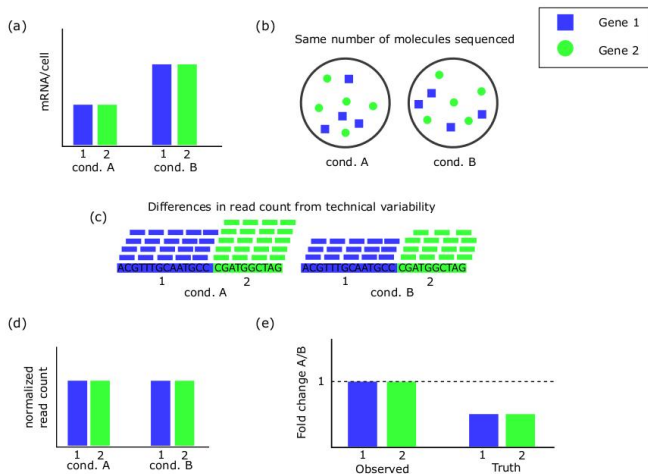 (a)
mRNA/cell
1 2 1 2
cond. A cond. B
(b)
Same number of molecules sequenced
cond. A cond. B
Gene 1
Gene 2
(c)
Differences in read count from technical variability
ACGTTTGCAATGCC CGATGGCTAG ACGTTTGCAATGCC CGATGGCTAG
1 2 1 2
cond. A cond. B
(d)
normalized
read count
1 2 1 2
cond. A cond. B
(e)
Fold change A/B
1
1 2 1 2
Observed Truth